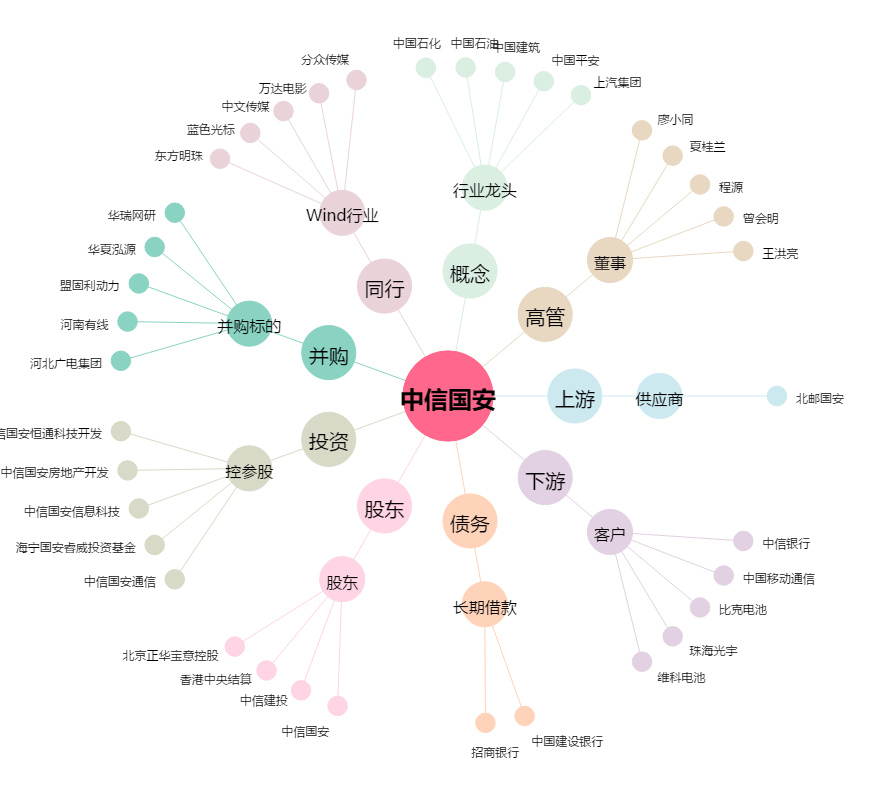 中国石化
中国石油
中国建筑
中国平安
上汽集团
分众传媒
万达电影
中文传媒
蓝色光标
东方明珠
廖小同
夏桂兰
程源
曾会明
王洪亮
Wind行业
行业龙头
董事
华瑞网研
华夏泓源
盟固利动力
河南有线
河北广电集团
并购标的
同行
概念
高管
并购
中信国安
上游
供应商
北邮国安
信国安恒通科技开发
中信国安房地产开发
中信国安信息科技
海宁国安睿威投资基金
中信国安通信
控参股
投资
股东
债务
下游
客户
中信银行
中国移动通信
比克电池
珠海光宇
维科电池
股东
长期借款
北京正华宝意控股
香港中央结算
中信建投
中信国安
招商银行
中国建设银行